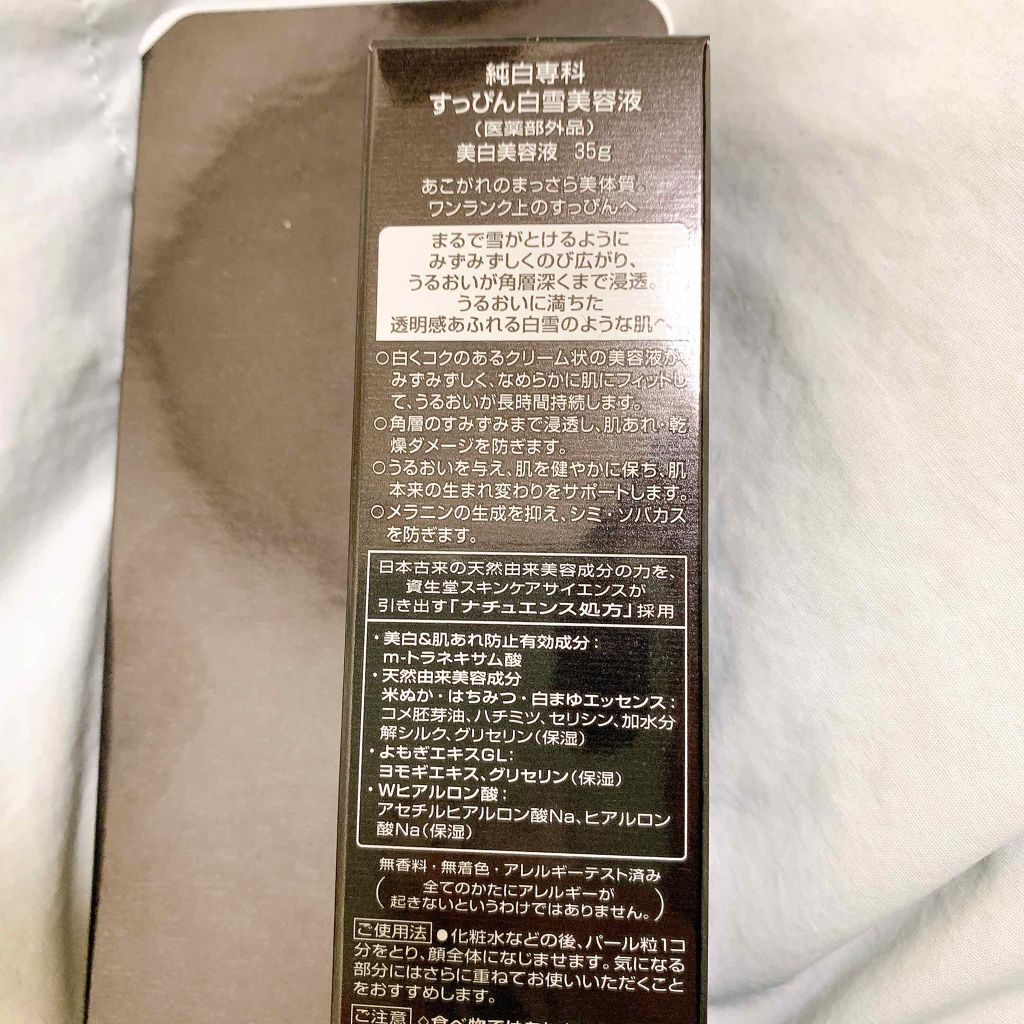 純白専科
すっぴん白雪美容液
（医薬部外品）
美白美容液 35g
あこがれのまっさら美体質。
ワンランク上のすっぴんへ
まるで雪がとけるように
みずみずしくのび広がり、
うるおいが角層深くまで浸透。
うるおいに満ちた
透明感あふれる白雪のような肌へ
○白くコクのあるクリーム状の美容液が
みずみずしく、なめらかに肌にフィットし
て、うるおいが長時間持続します。
○角層のすみずみまで浸透し、肌あれ・乾
燥ダメージを防ぎます。
○うるおいを与え、肌を健やかに保ち、肌
本来の生まれ変わりをサポートします。
○メラニンの生成を抑え、シミ・ソバカス
を防ぎます。
日本古来の天然由来美容成分の力を、
資生堂スキンケアサイエンスが
引き出す「ナチュエンス処方」採用
・美白&肌あれ防止有効成分：
m-トラネキサム酸
・天然由来美容成分
米ぬか・はちみつ・白まゆエッセンス：
コメ胚芽油、ハチミツ、セリシン、加水分
解シルク、グリセリン（保湿）
・よもぎエキスGL：
ヨモギエキス、グリセリン（保湿）
・Wヒアルロン酸：
アセチルヒアルロン酸Na、ヒアルロン
酸Na（保湿）
無香料・無着色・アレルギーテスト済み
（全てのかたにアレルギーが
起きないというわけではありません。）
ご使用法 ●化粧水などの後、パール粒1コ
分をとり、顔全体になじませます。気になる
部分にはさらに重ねてお使いいただくこと
をおすすめします。
ご注意 ◇食べ物では